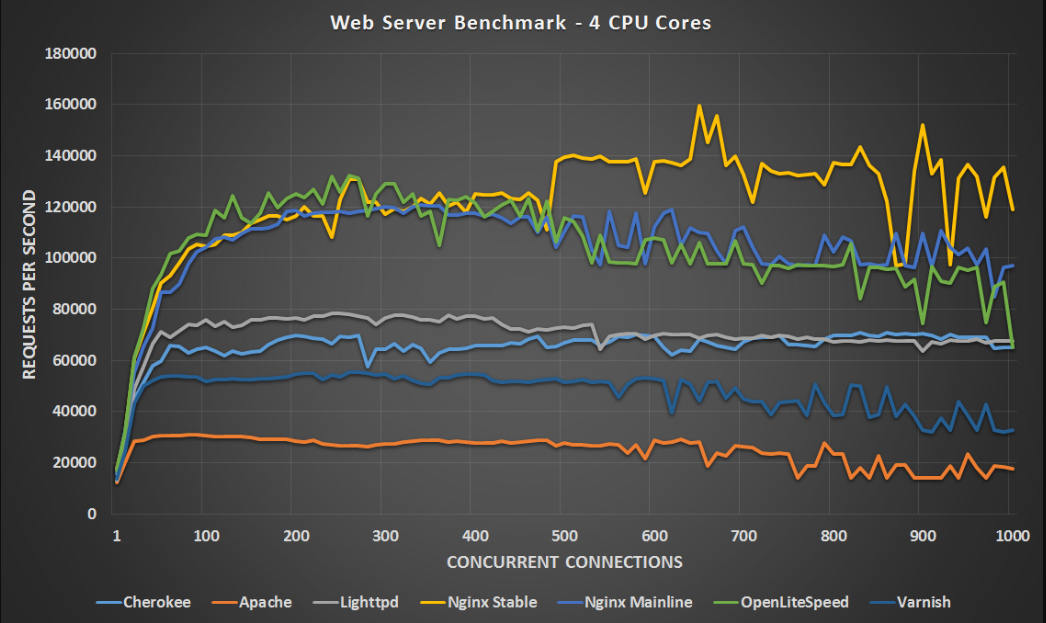 Web Server Benchmark - 4 CPU Cores
180000
160000
140000
120000
100000
80000
60000
40000
20000
0
REQUESTS PER SECOND
1 100 200 300 400 500 600 700 800 900 1000
CONCURRENT CONNECTIONS
Cherokee Apache Lighttpd Nginx Stable Nginx Mainline OpenLiteSpeed Varnish